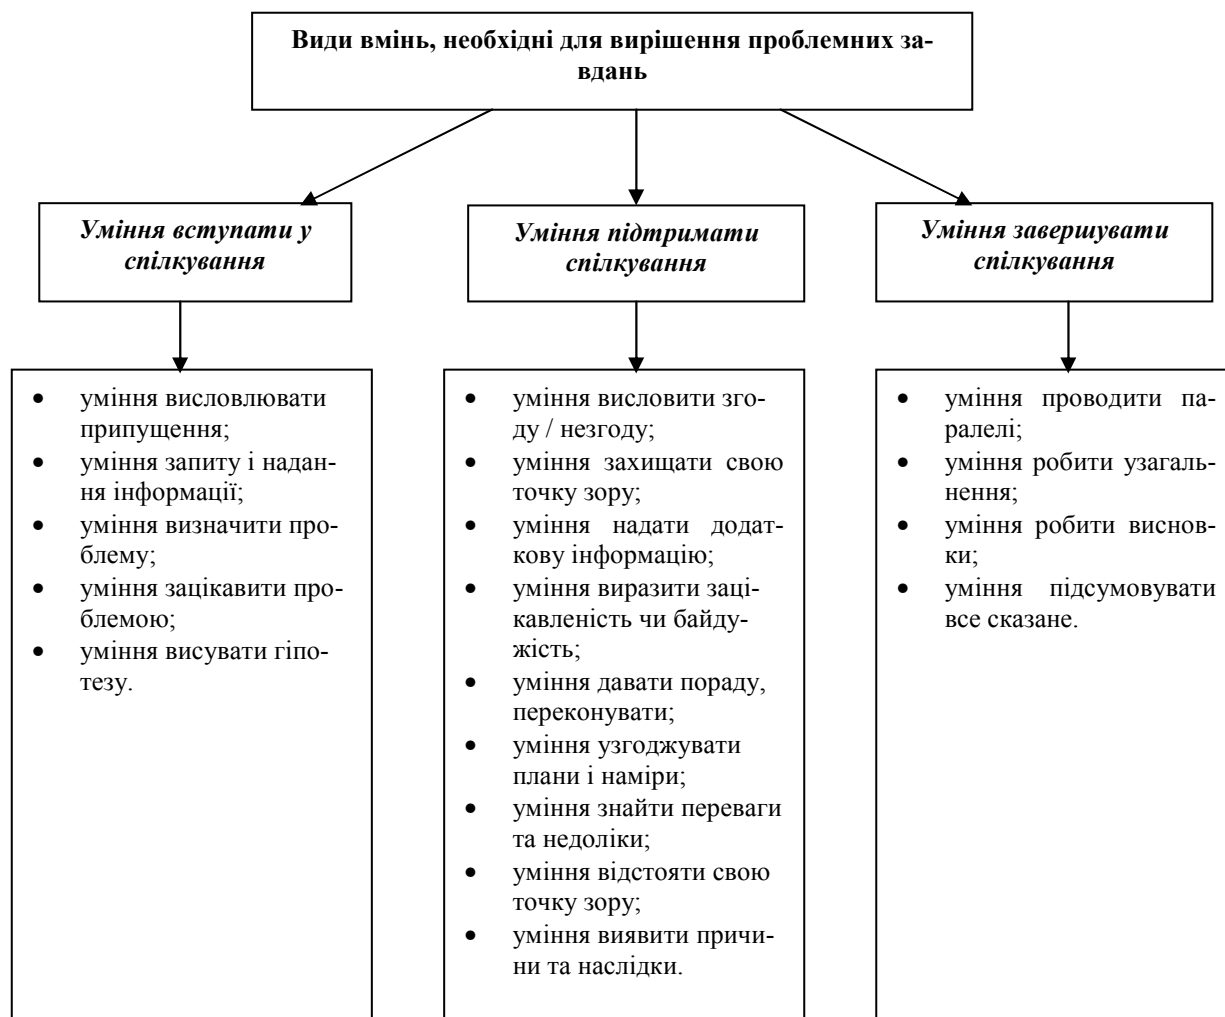 Види вмінь, необхідні для вирішення проблемних за-
вдань
Уміння вступати у
спілкування
Уміння підтримати
спілкування
Уміння завершувати
спілкування
• уміння висловлювати
припущення;
• уміння запиту і надан-
ня інформації;
• уміння визначити про-
блему;
• уміння зацікавити про-
блемою;
• уміння висувати гіпо-
тезу.
• уміння висловити зго-
ду / незгоду;
• уміння захищати свою
точку зору;
• уміння надати додат-
кову інформацію;
• уміння виразити заці-
кавленість чи байду-
жість;
• уміння давати пораду,
переконувати;
• уміння узгоджувати
плани і наміри;
• уміння знайти переваги
та недоліки;
• уміння відстояти свою
точку зору;
• уміння виявити причи-
ни та наслідки.
• уміння проводити па-
ралелі;
• уміння робити узагаль-
нення;
• уміння робити виснов-
ки;
• уміння підсумовувати
все сказане.